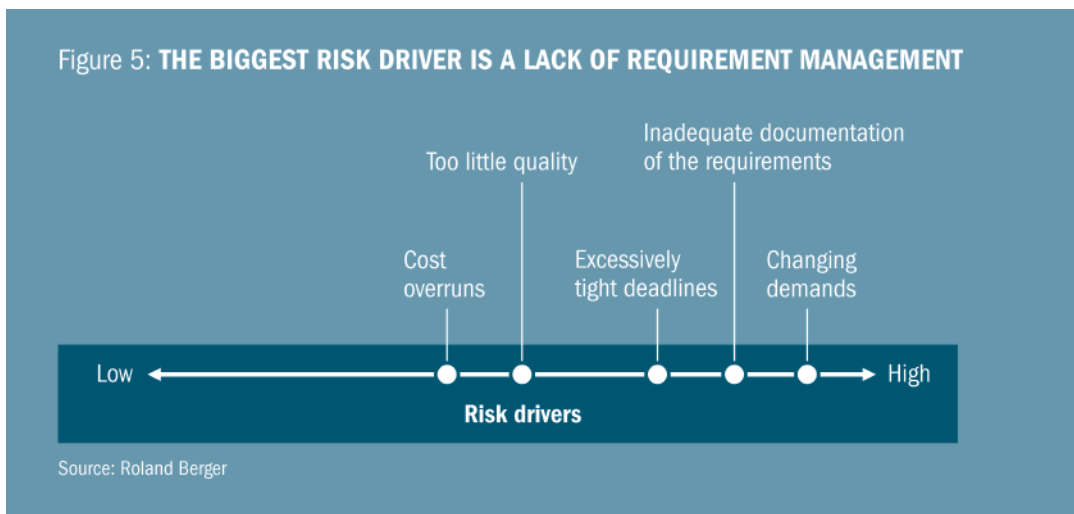 Figure 5: THE BIGGEST RISK DRIVER IS A LACK OF REQUIREMENT MANAGEMENT
Inadequate documentation
of the requirements
Too little quality
Cost
overruns
Excessively
tight deadlines
Changing
demands
Low
High
Risk drivers
Source: Roland Berger